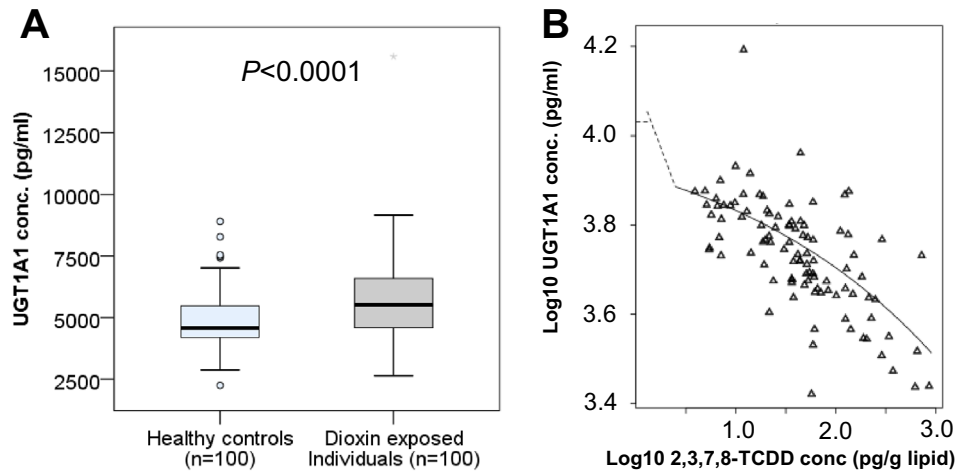 A
P<0.0001
UGT1A1 conc. (pg/ml)
15000
12500
10000
7500
5000
2500
Healthy controls
(n=100)
Dioxin exposed
Individuals (n=100)
B
Log10 UGT1A1 conc. (pg/ml)
4.2
4.0
3.8
3.6
3.4
1.0
2.0
3.0
Log10 2,3,7,8-TCDD conc (pg/g lipid)